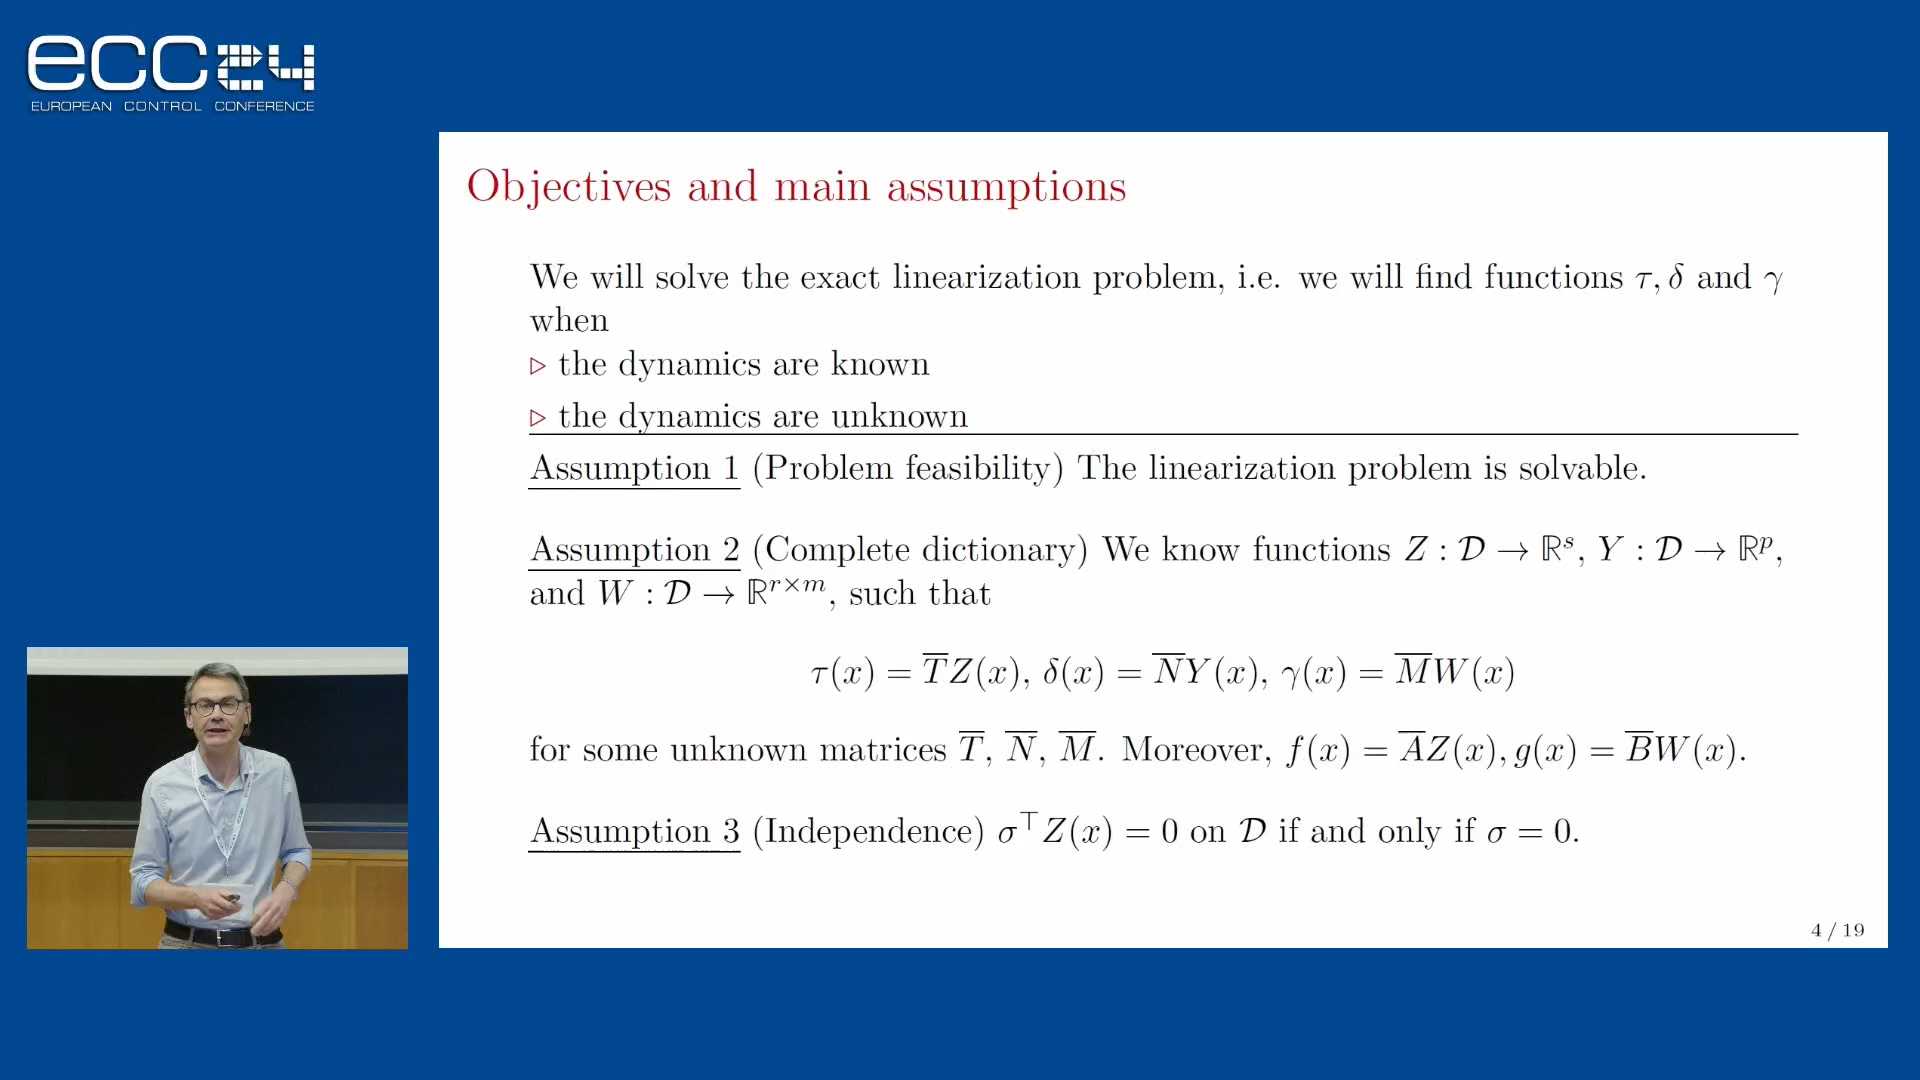 ecc24
EUROPEAN CONTROL CONFERENCE
Objectives and main assumptions
We will solve the exact linearization problem, i.e. we will find functions τ, δ and γ
when
▷ the dynamics are known
▷ the dynamics are unknown
Assumption 1 (Problem feasibility) The linearization problem is solvable.
Assumption 2 (Complete dictionary) We know functions Z : 𝒟 → ℝˢ, Y : 𝒟 → ℝᵖ,
and W : 𝒟 → ℝ^{r×m}, such that
τ(x) = T̅Z(x), δ(x) = N̅Y(x), γ(x) = M̅W(x)
for some unknown matrices T̅, N̅, M̅. Moreover, f(x) = A̅Z(x), g(x) = B̅W(x).
Assumption 3 (Independence) σ^⊤Z(x) = 0 on 𝒟 if and only if σ = 0.
4 / 19